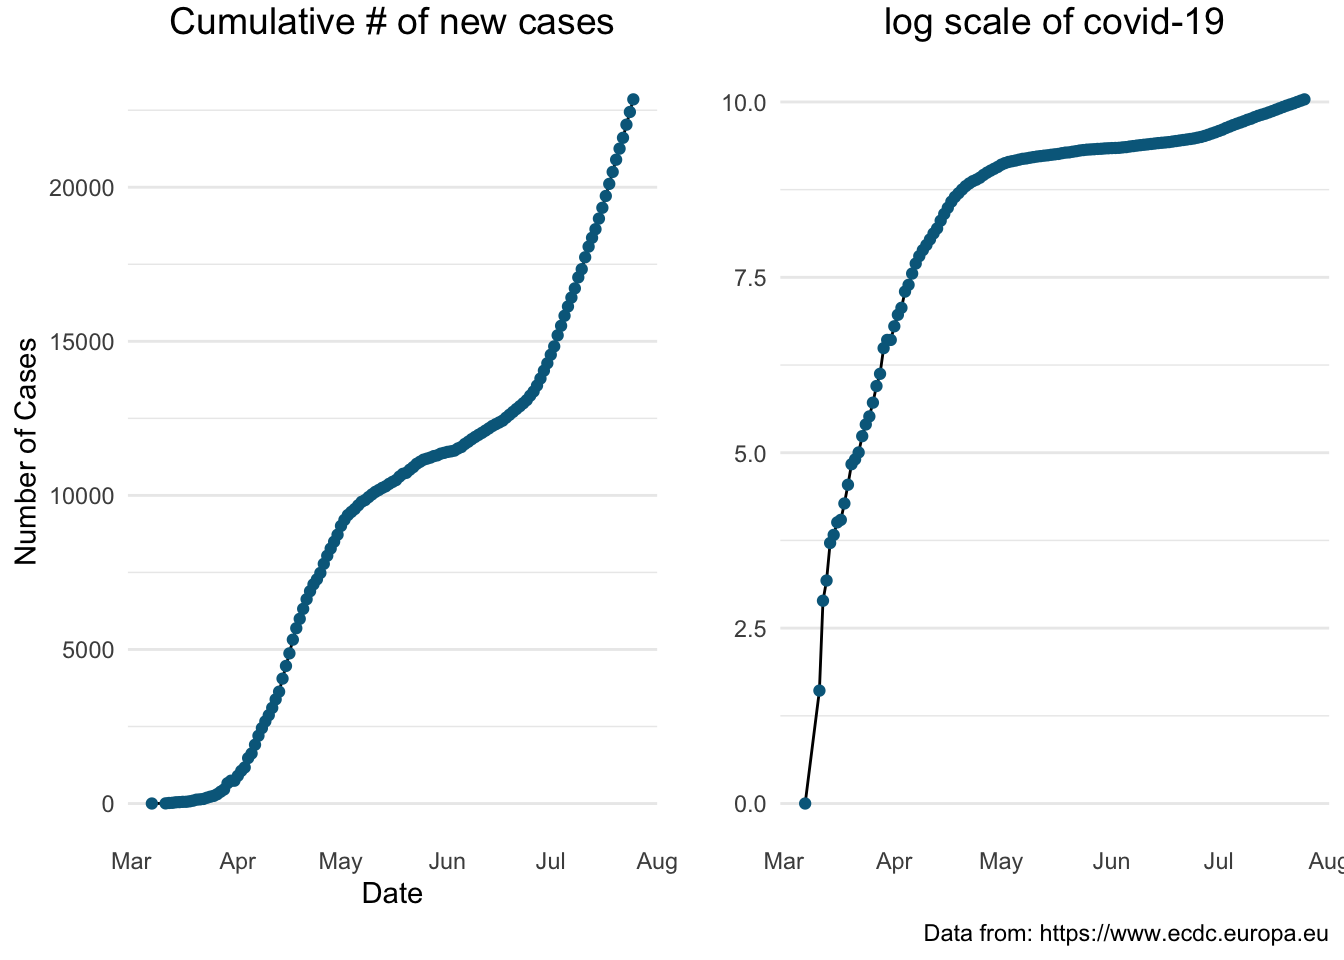 Cumulative # of new cases
Number of Cases
20000
15000
10000
5000
0
Mar Apr May Jun Jul Aug
Date
log scale of covid-19
10.0
7.5
5.0
2.5
0.0
Mar Apr May Jun Jul Aug
Data from: https://www.ecdc.europa.eu